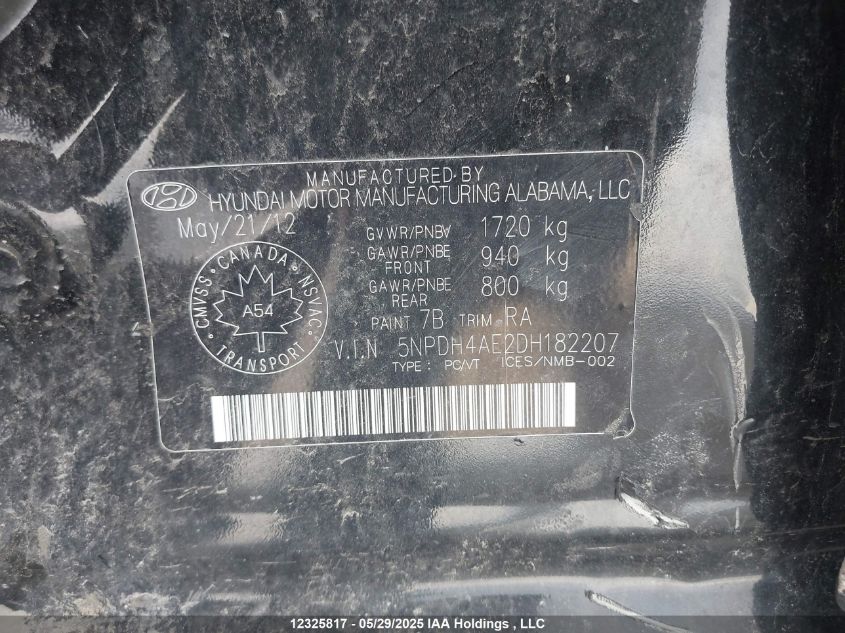 MANUFACTURED BY
HYUNDAI MOTOR MANUFACTURING ALABAMA, LLC
May/21/12
GVWR/PNBV 1720 kg
GAWR/PNBE FRONT 940 kg
GAWR/PNBE REAR 800 kg
PAINT 7B TRIM RA
CMVSS CANADA NSVAC
A54
TRANSPORT
V.I.N 5NPDH4AE2DH182207
TYPE : PC/VT ICES/NMB-002
12325817 - 05/29/2025 IAA Holdings , LLC